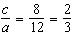 c/a = 8/12 = 2/3